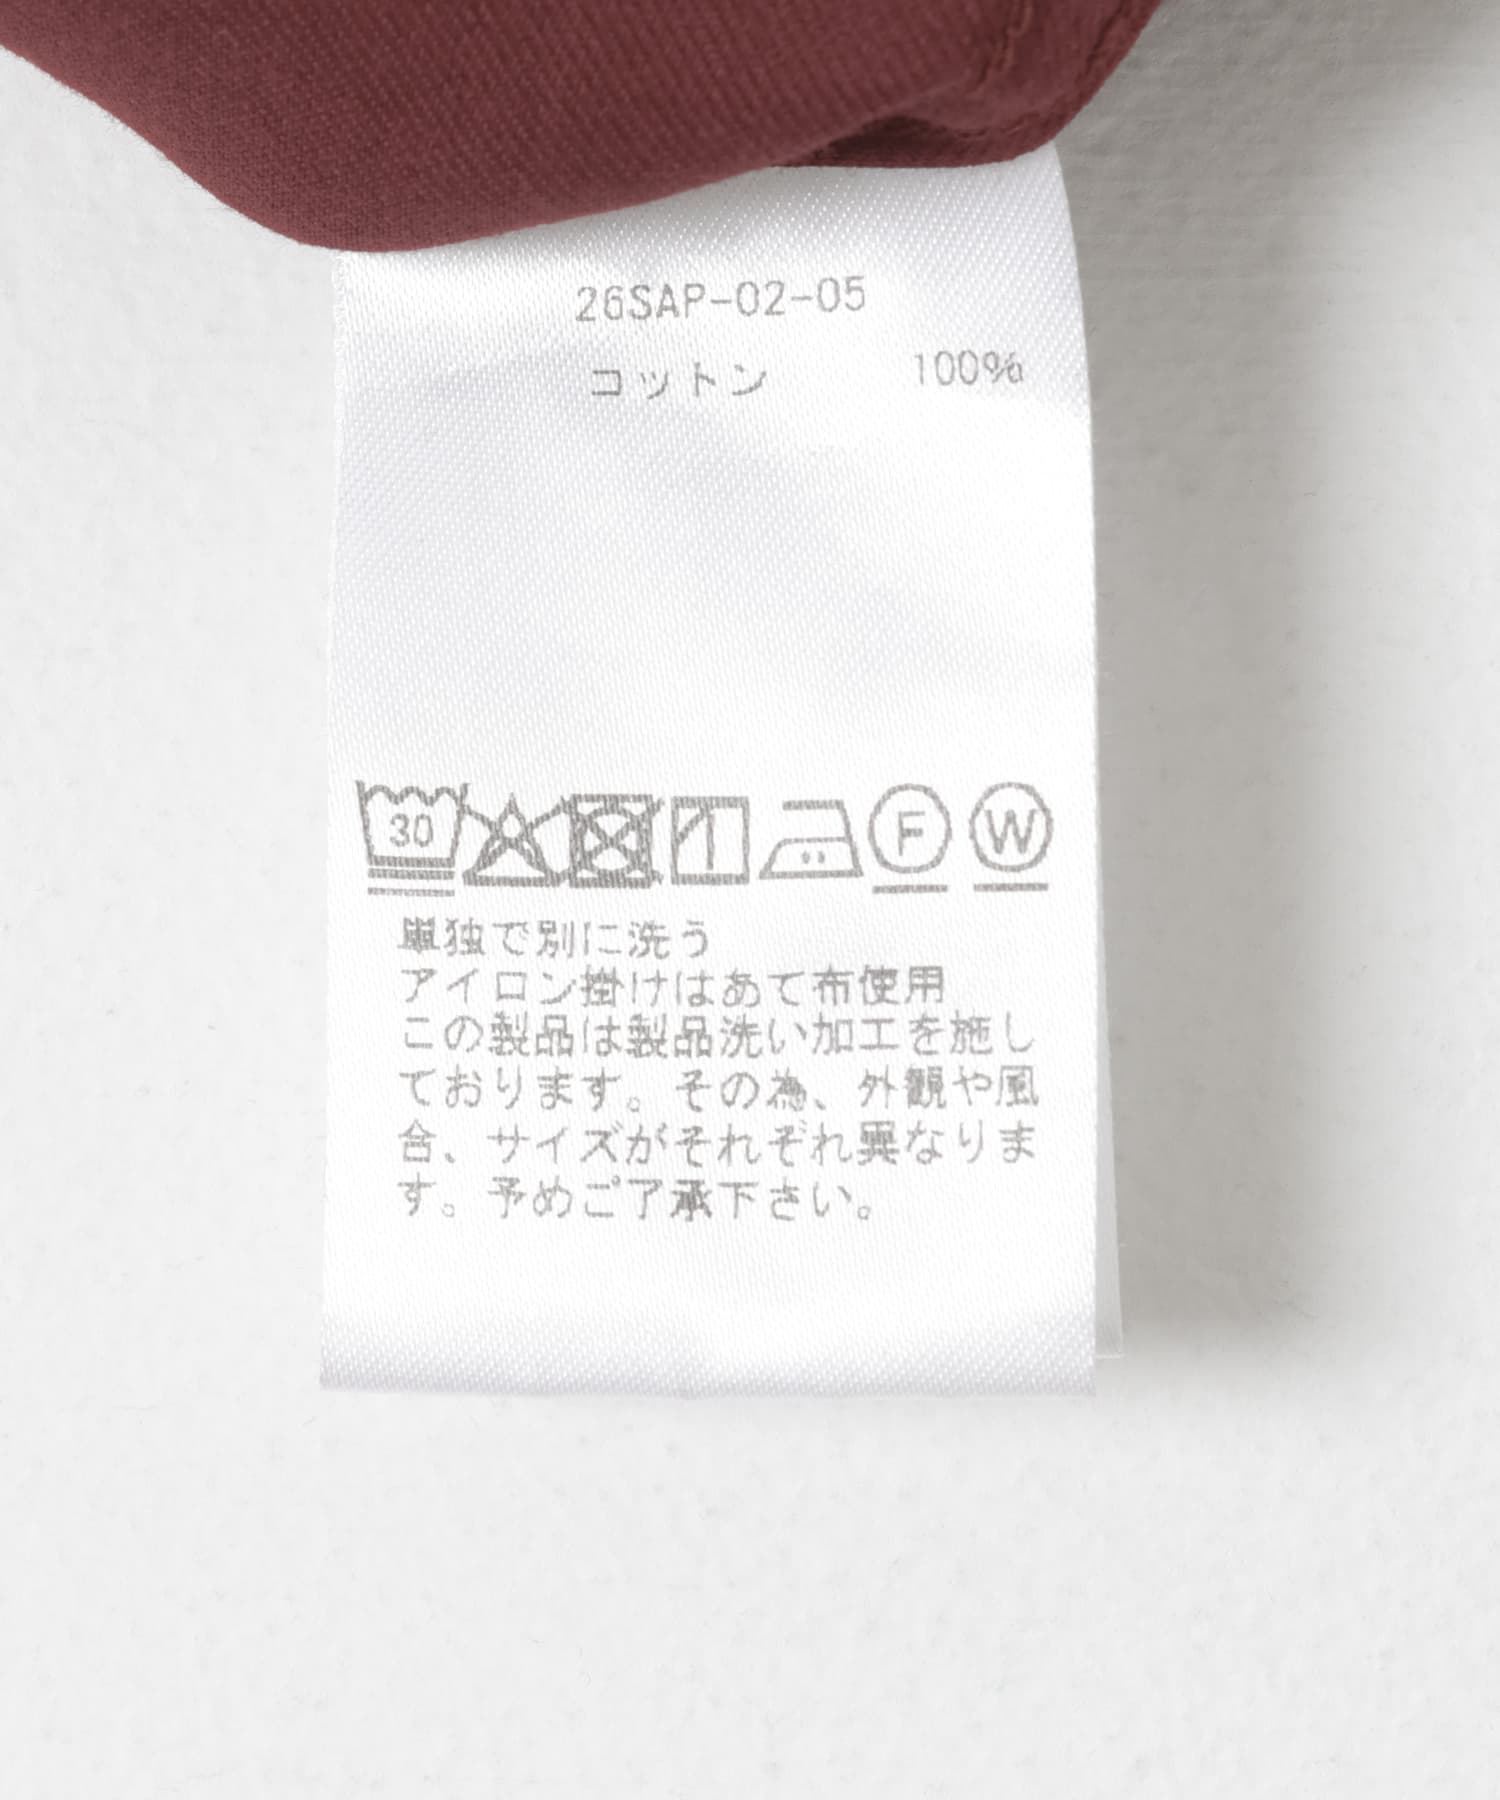 26SAP-02-05
コットン 100%
30 F W
単独で別に洗う
アイロン掛けはあて布使用
この製品は製品洗い加工を施し
ております。その為、外観や風
合、サイズがそれぞれ異なりま
す。予めご了承下さい。